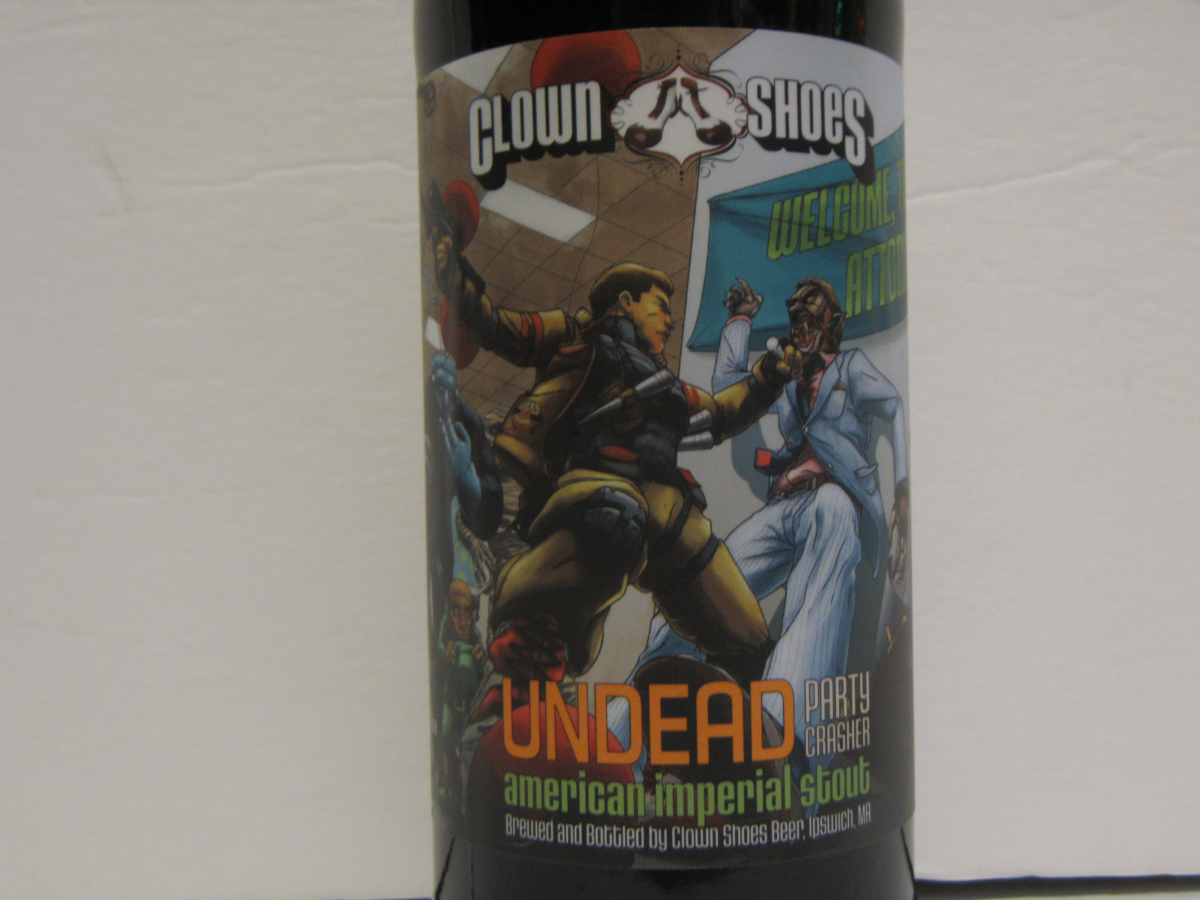 CLOWN SHOES
WELCOME,
UNDEAD PARTY CRASHER
american imperial stout
Brewed and Bottled by Clown Shoes Beer, Ipswich, MA